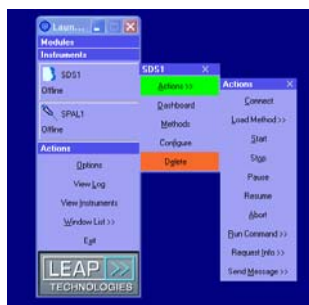 Laun...
Modules
Instruments
SDS1
Offline
SPAL1
Offline
Actions
Options
View Log
View Instruments
Window List >>
Exit
LEAP >>
TECHNOLOGIES
SDS1 X
Actions >>
Dashboard
Methods
Configure
Delete
Actions X
Connect
Load Method >>
Start
Stop
Pause
Resume
Abort
Run Command >>
Request Info >>
Send Message >>